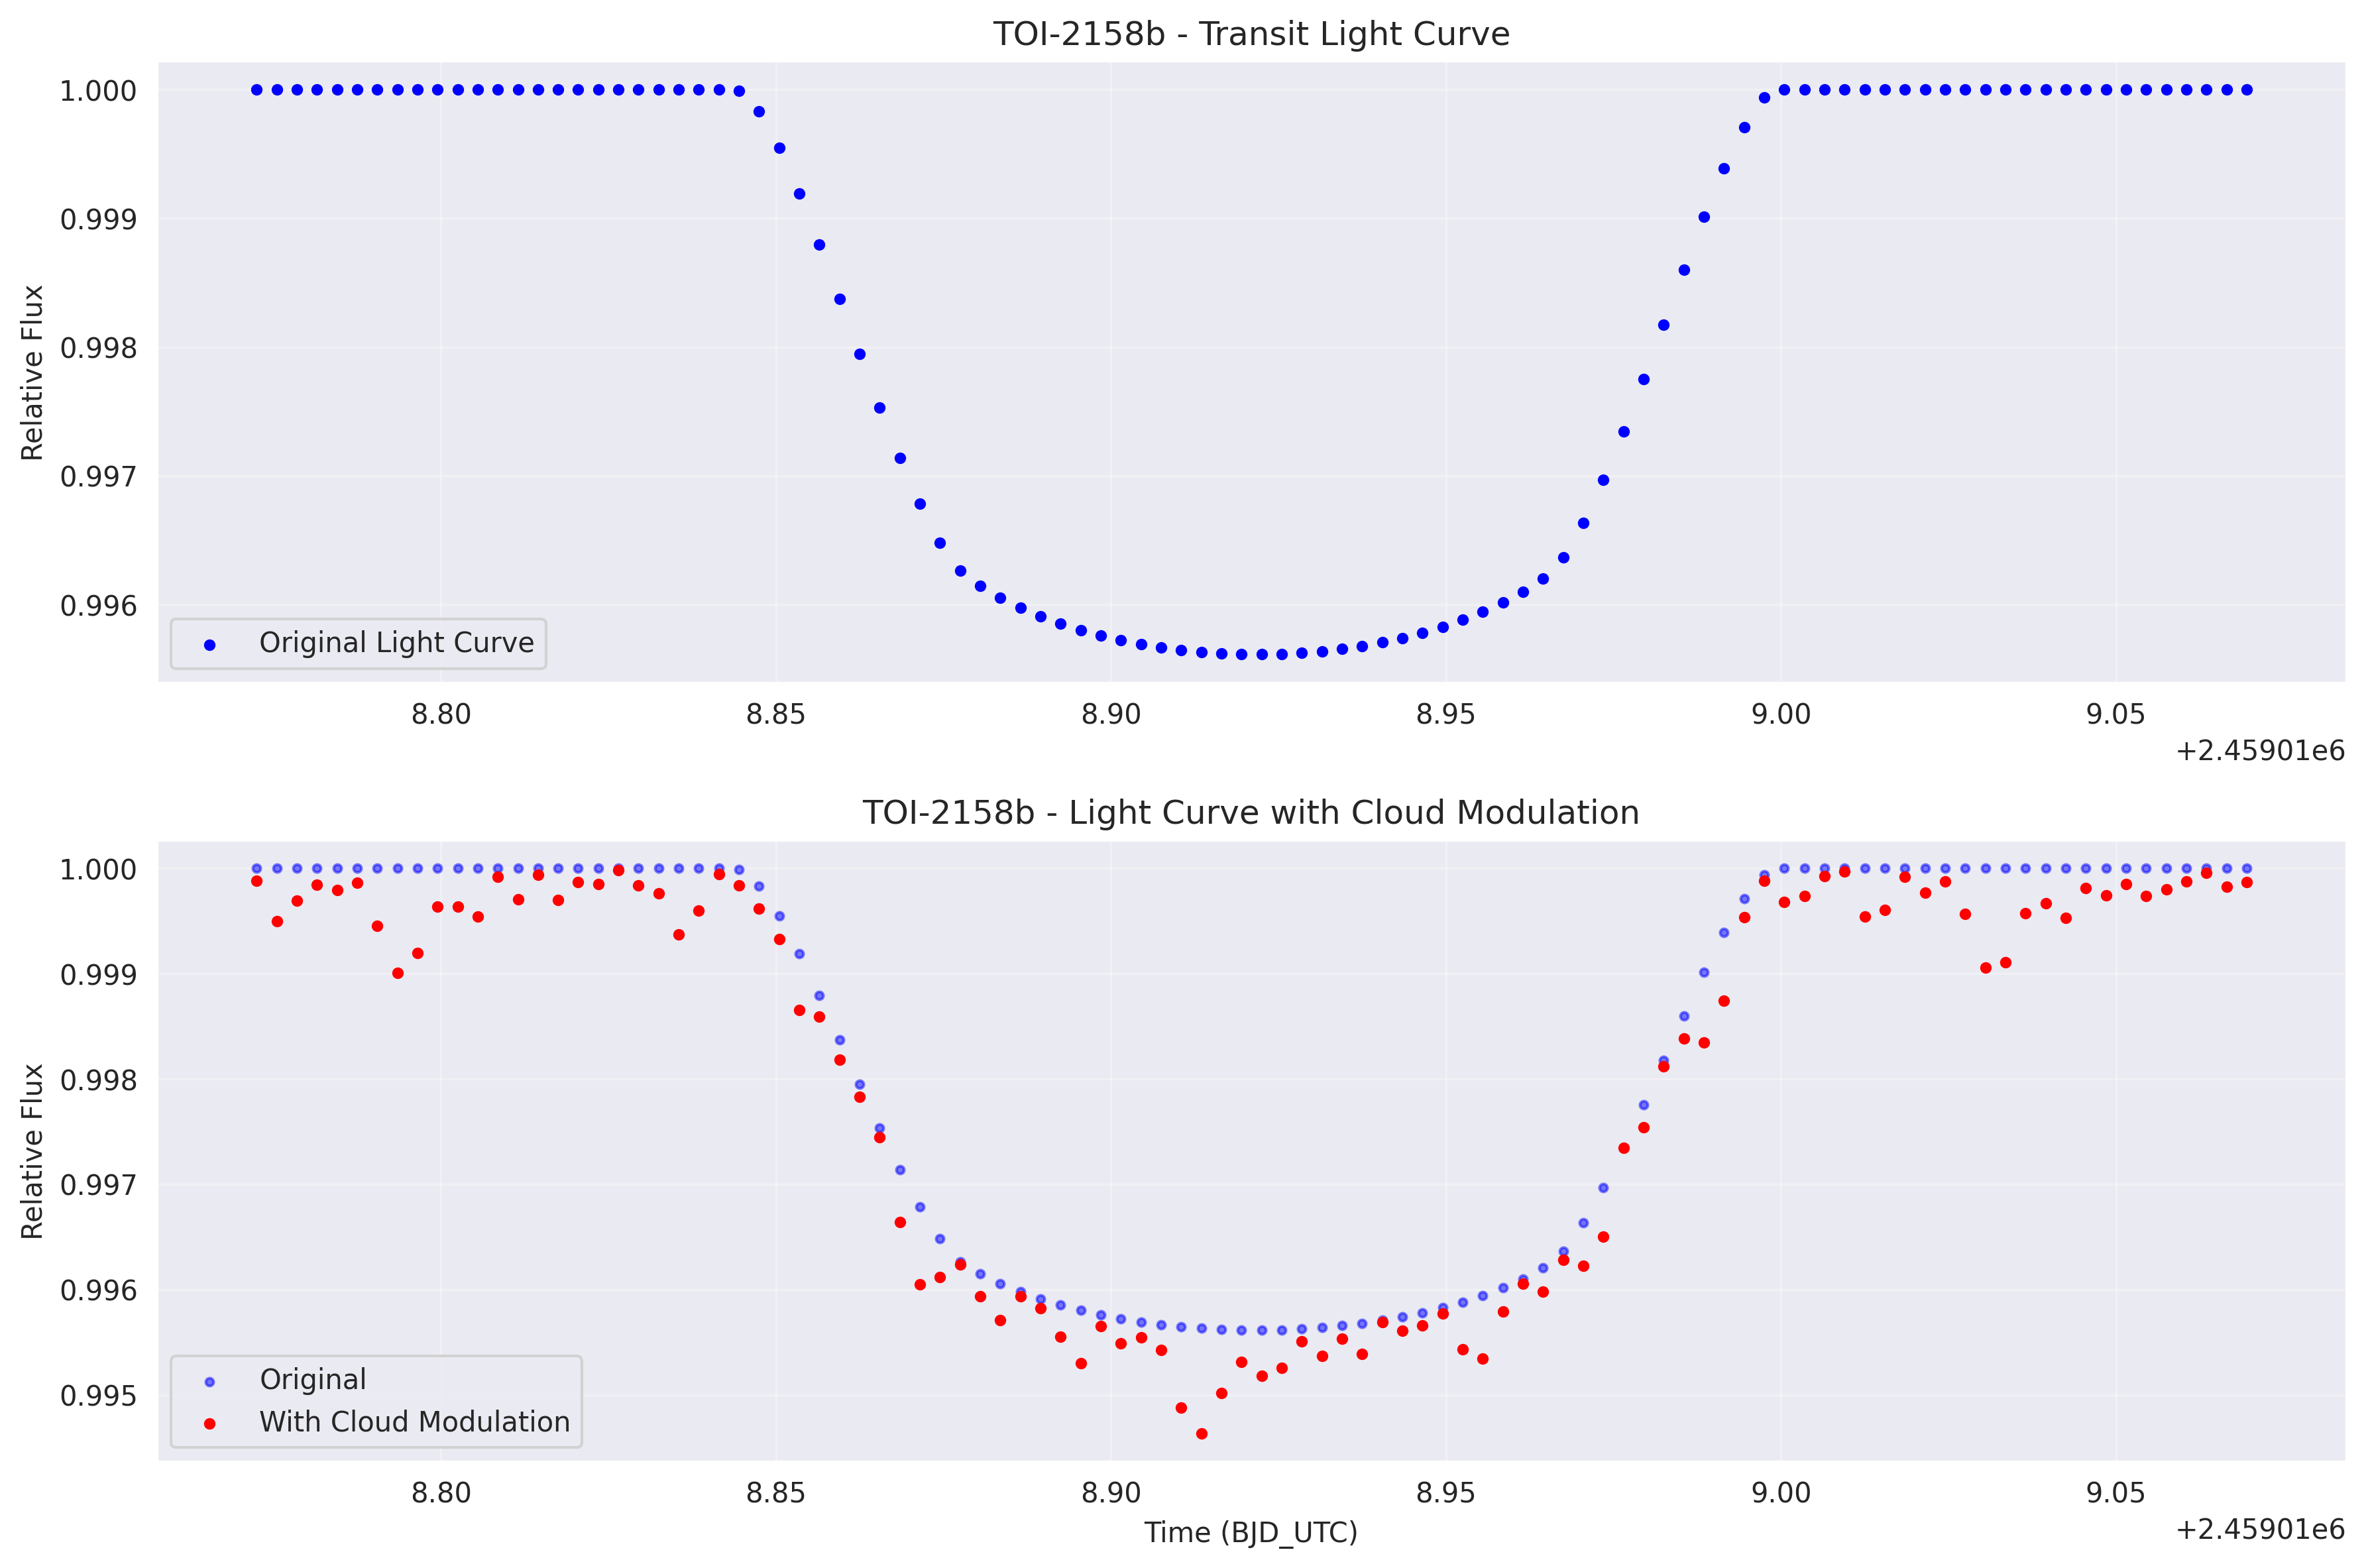 TOI-2158b - Transit Light Curve
1.000
0.999
0.998
0.997
0.996
Relative Flux
Original Light Curve
8.80 8.85 8.90 8.95 9.00 9.05
+2.45901e6
TOI-2158b - Light Curve with Cloud Modulation
1.000
0.999
0.998
0.997
0.996
0.995
Relative Flux
Original
With Cloud Modulation
8.80 8.85 8.90 8.95 9.00 9.05
Time (BJD_UTC)
+2.45901e6